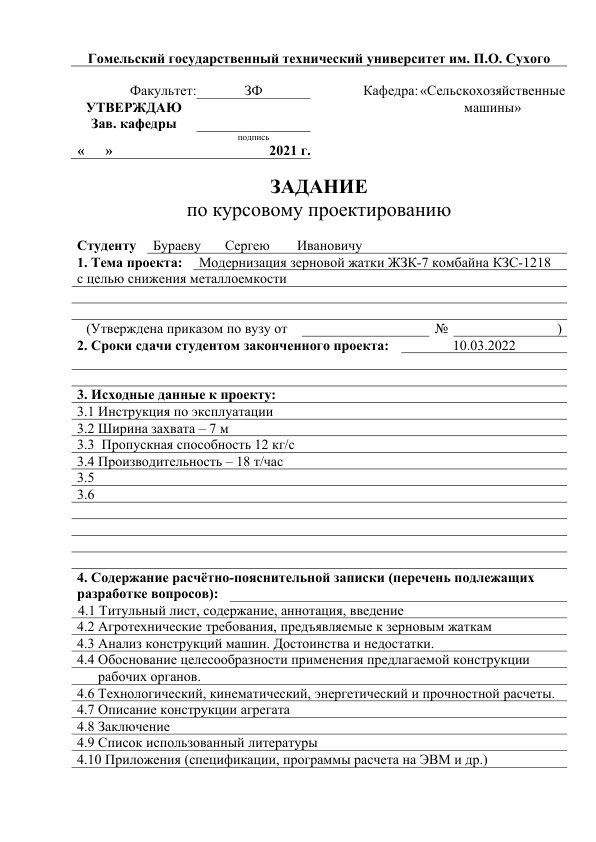 Гомельский государственный технический университет им. П.О. Сухого
Факультет: ЗФ Кафедра: «Сельскохозяйственные
УТВЕРЖДАЮ машины»
Зав. кафедры
подпись
« » 2021 г.
ЗАДАНИЕ
по курсовому проектированию
Студенту Бураеву Сергею Ивановичу
1. Тема проекта: Модернизация зерновой жатки ЖЗК-7 комбайна КЗС-1218
с целью снижения металлоемкости
(Утверждена приказом по вузу от № )
2. Сроки сдачи студентом законченного проекта: 10.03.2022
3. Исходные данные к проекту:
3.1 Инструкция по эксплуатации
3.2 Ширина захвата – 7 м
3.3 Пропускная способность 12 кг/с
3.4 Производительность – 18 т/час
3.5
3.6
4. Содержание расчётно-пояснительной записки (перечень подлежащих
разработке вопросов):
4.1 Титульный лист, содержание, аннотация, введение
4.2 Агротехнические требования, предъявляемые к зерновым жаткам
4.3 Анализ конструкций машин. Достоинства и недостатки.
4.4 Обоснование целесообразности применения предлагаемой конструкции
рабочих органов.
4.6 Технологический, кинематический, энергетический и прочностной расчеты.
4.7 Описание конструкции агрегата
4.8 Заключение
4.9 Список использованный литературы
4.10 Приложения (спецификации, программы расчета на ЭВМ и др.)